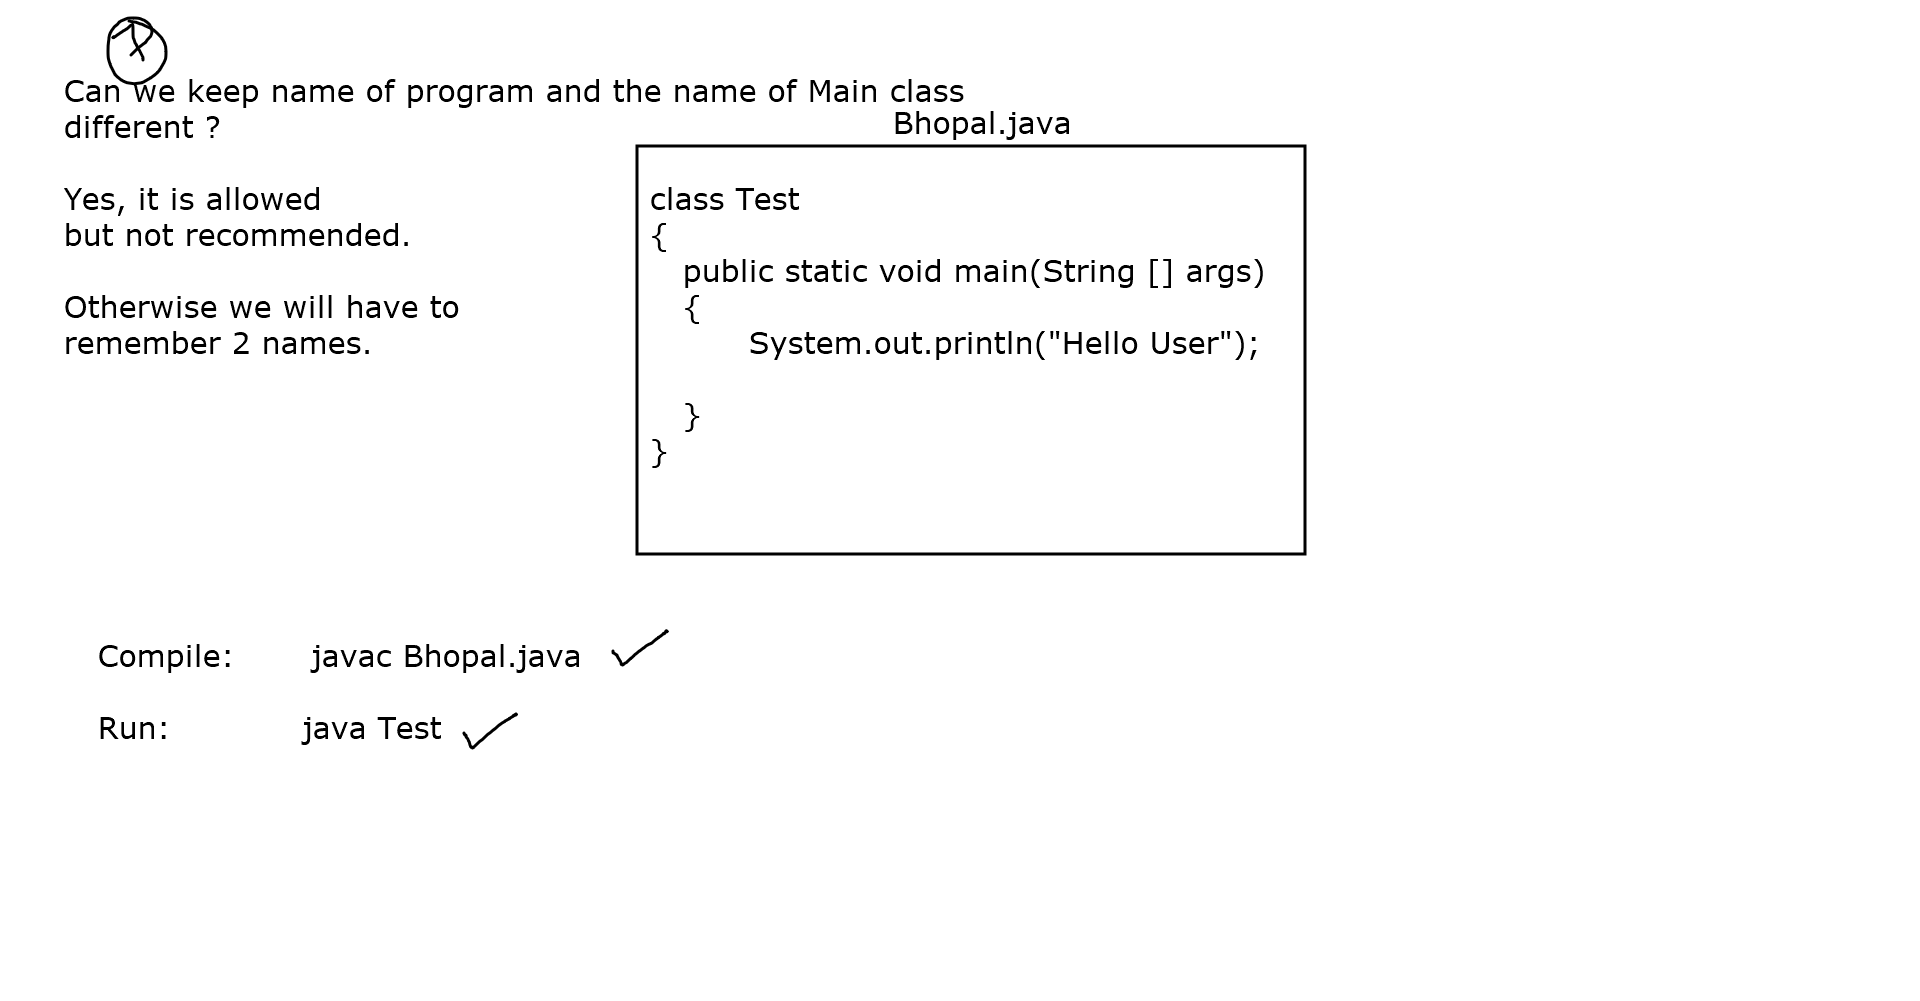 Can we keep name of program and the name of Main class
different ?
Yes, it is allowed
but not recommended.
Otherwise we will have to
remember 2 names.
Bhopal.java
class Test
{
public static void main(String [] args)
{
System.out.println("Hello User");
}
}
Compile: javac Bhopal.java
Run: java Test